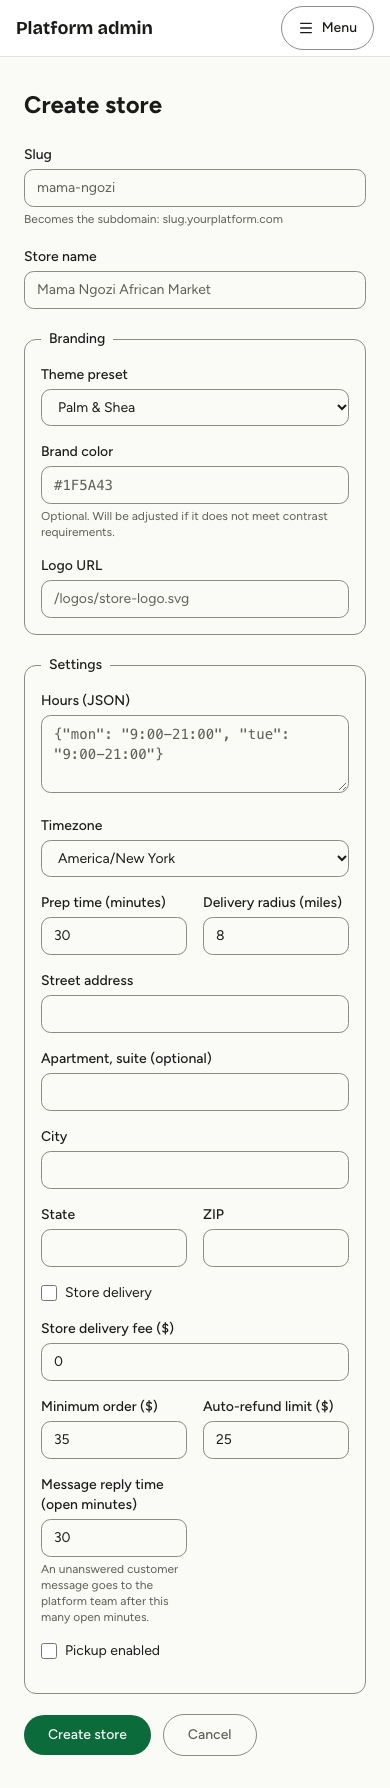 Platform admin
Menu
Create store
Slug
mama-ngozi
Becomes the subdomain: slug.yourplatform.com
Store name
Mama Ngozi African Market
Branding
Theme preset
Palm & Shea
Brand color
#1F5A43
Optional. Will be adjusted if it does not meet contrast
requirements.
Logo URL
/logos/store-logo.svg
Settings
Hours (JSON)
{"mon": "9:00-21:00", "tue":
"9:00-21:00"}
Timezone
America/New York
Prep time (minutes) Delivery radius (miles)
30 8
Street address
Apartment, suite (optional)
City
State ZIP
Store delivery
Store delivery fee ($)
0
Minimum order ($) Auto-refund limit ($)
35 25
Message reply time
(open minutes)
30
An unanswered customer
message goes to the
platform team after this
many open minutes.
Pickup enabled
Create store Cancel